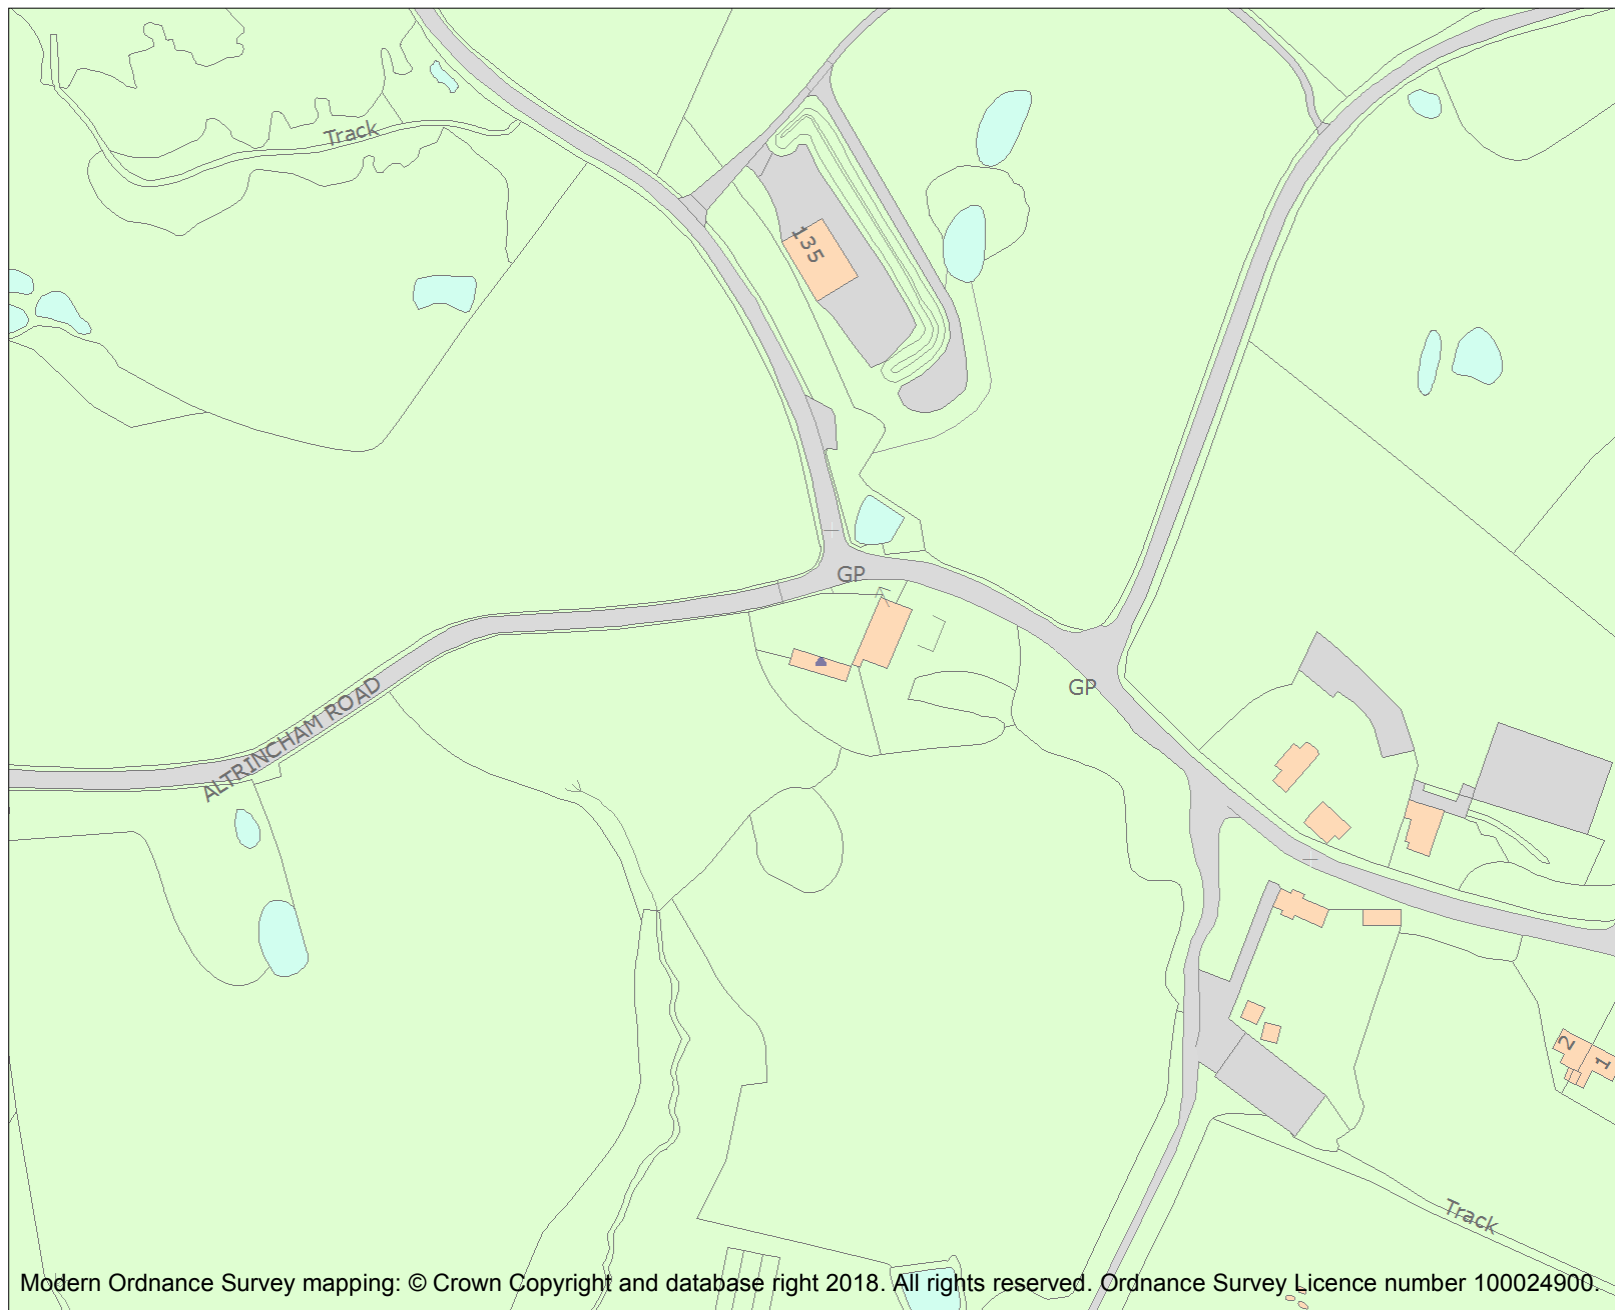 Track
135
GP
GP
ALTRINCHAM ROAD
2
1
Track
Modern Ordnance Survey mapping: © Crown Copyright and database right 2018. All rights reserved. Ordnance Survey Licence number 100024900.